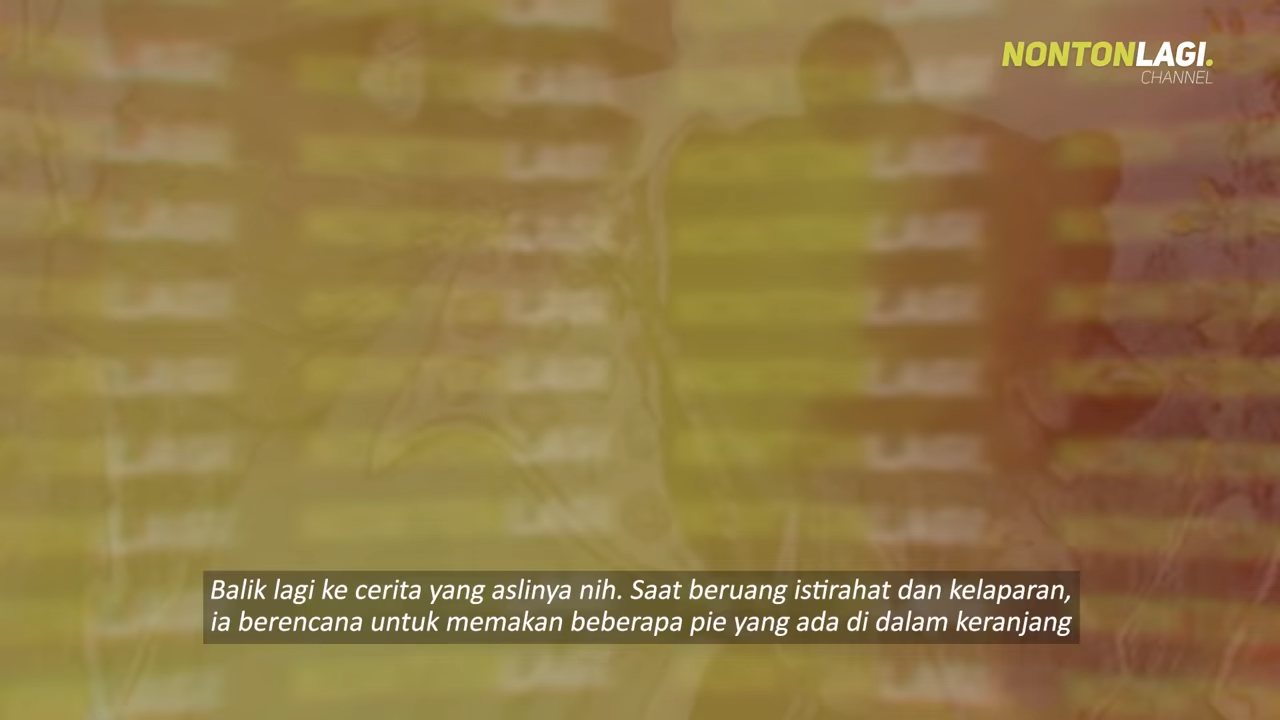 NONTONLAGI.
CHANNEL
Balik lagi ke cerita yang aslinya nih. Saat beruang istirahat dan kelaparan,
ia berencana untuk memakan beberapa pie yang ada di dalam keranjang